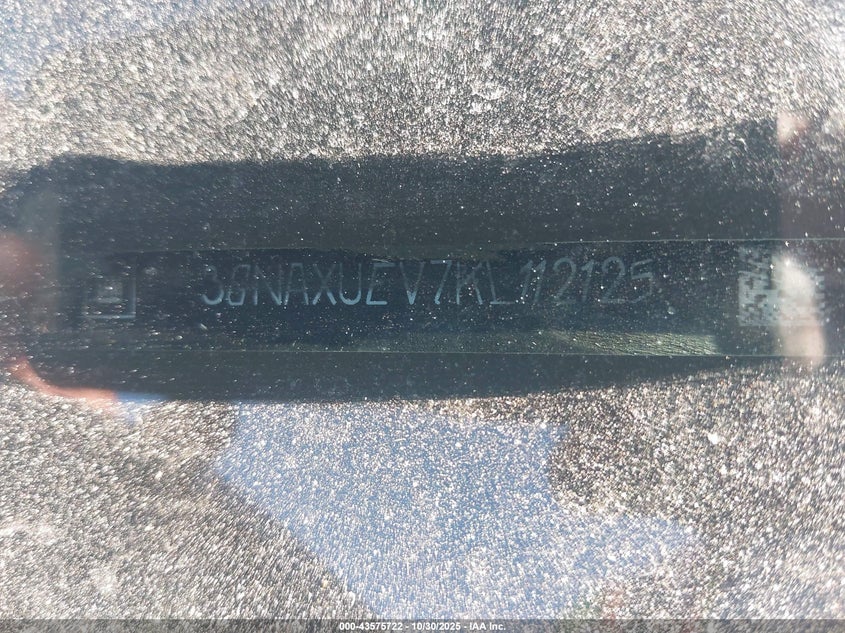 3GNAXUEV7KL112125
000-43575722 - 10/30/2025 - IAA Inc.